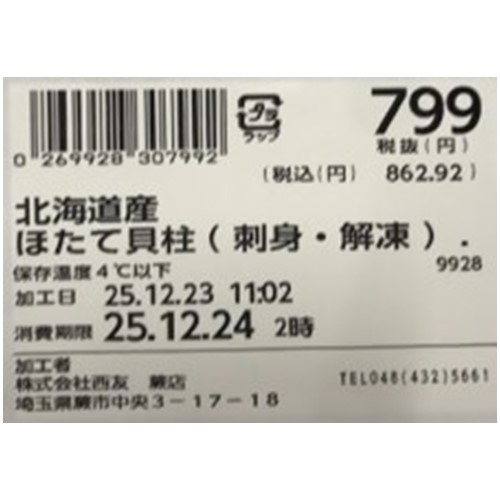 799
プラ
ラップ
税抜(円)
0 269928 307992
(税込(円) 862.92)
北海道産
ほたて貝柱(刺身・解凍).
9928
保存温度4℃以下
加工日 25.12.23 11:02
消費期限 25.12.24 2時
加工者
株式会社西友 蕨店
TEL048(432)5661
埼玉県蕨市中央3-17-18